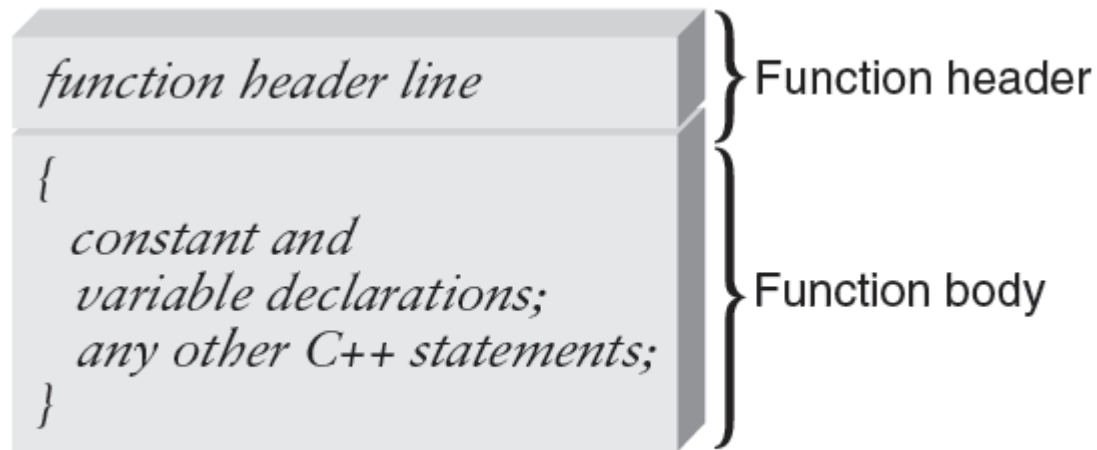 function header line
Function header
{
constant and
variable declarations;
any other C++ statements;
}
Function body